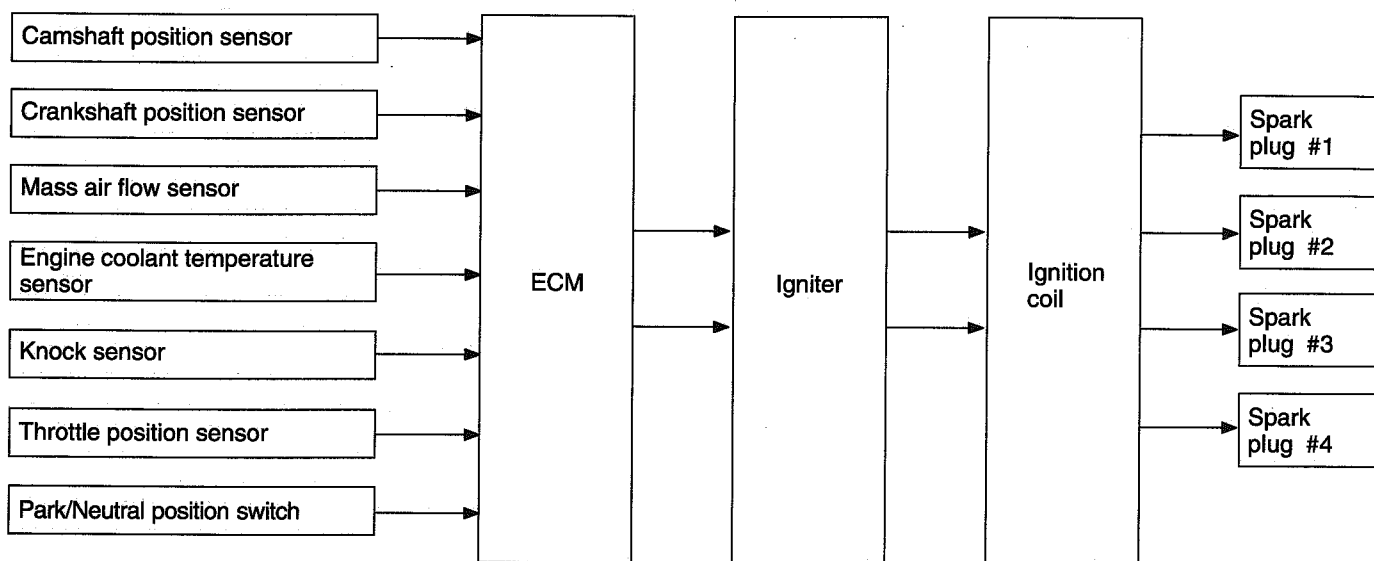 Camshaft position sensor
Crankshaft position sensor
Mass air flow sensor
Engine coolant temperature
sensor
Knock sensor
Throttle position sensor
Park/Neutral position switch
ECM
Igniter
Ignition
coil
Spark
plug #1
Spark
plug #2
Spark
plug #3
Spark
plug #4